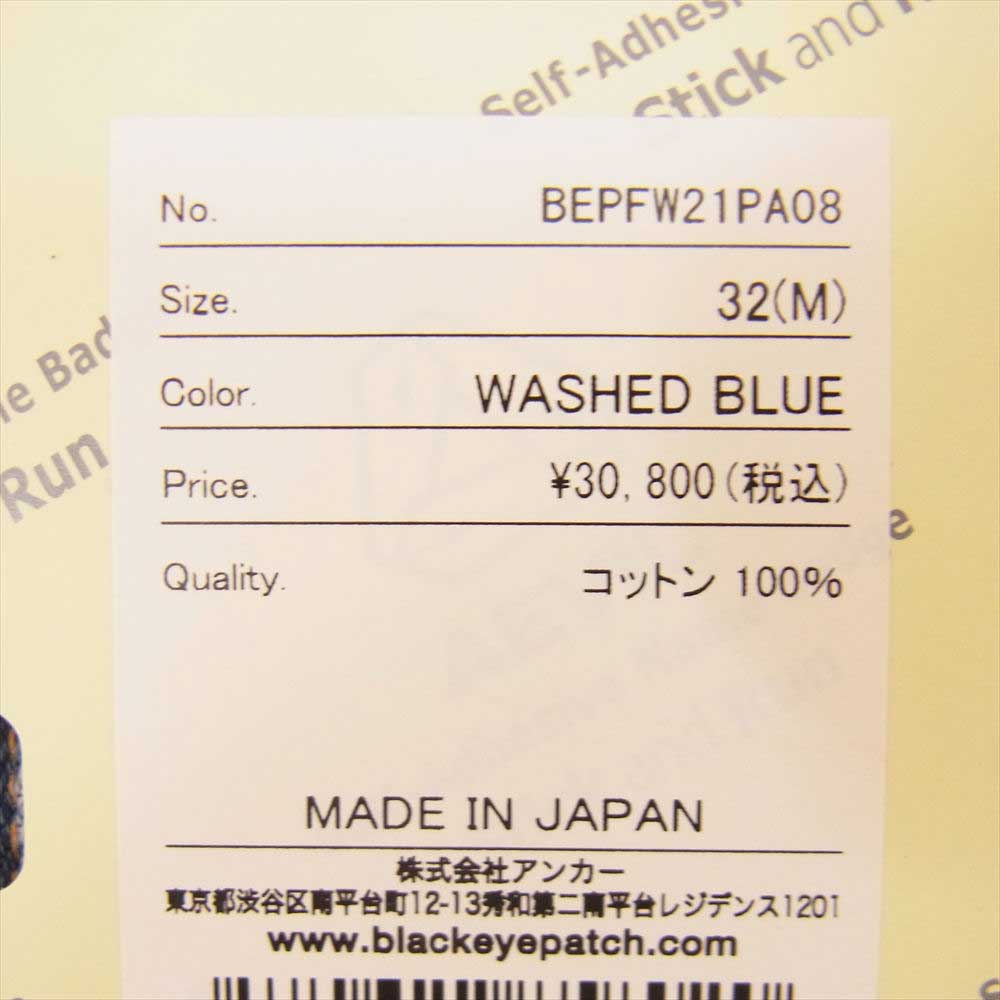 Self-Adhesi
Stick and
le Bad
Run
No. BEPFW21PA08
Size. 32(M)
Color. WASHED BLUE
Price. ¥30,800(税込)
Quality. コットン 100%
MADE IN JAPAN
株式会社アンカー
東京都渋谷区南平台町12-13秀和第二南平台レジデンス1201
www.blackeyepatch.com